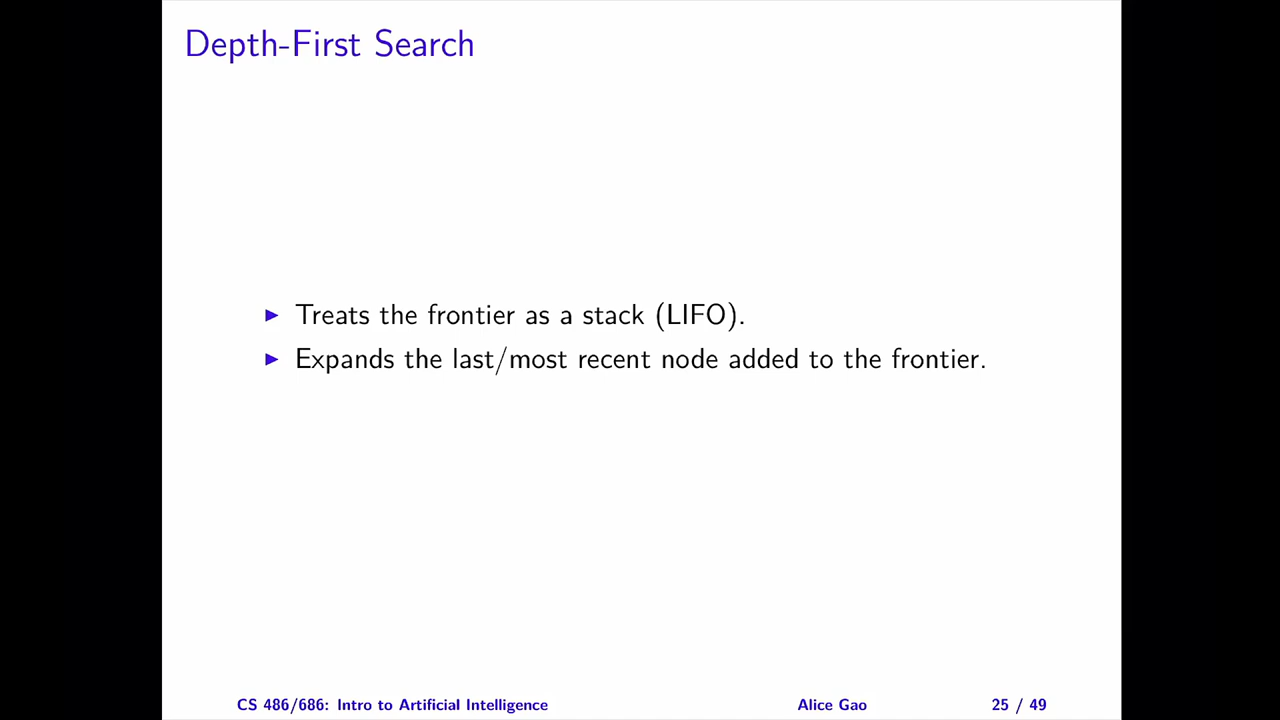 Depth-First Search
▶ Treats the frontier as a stack (LIFO).
▶ Expands the last/most recent node added to the frontier.
CS 486/686: Intro to Artificial Intelligence Alice Gao 25 / 49